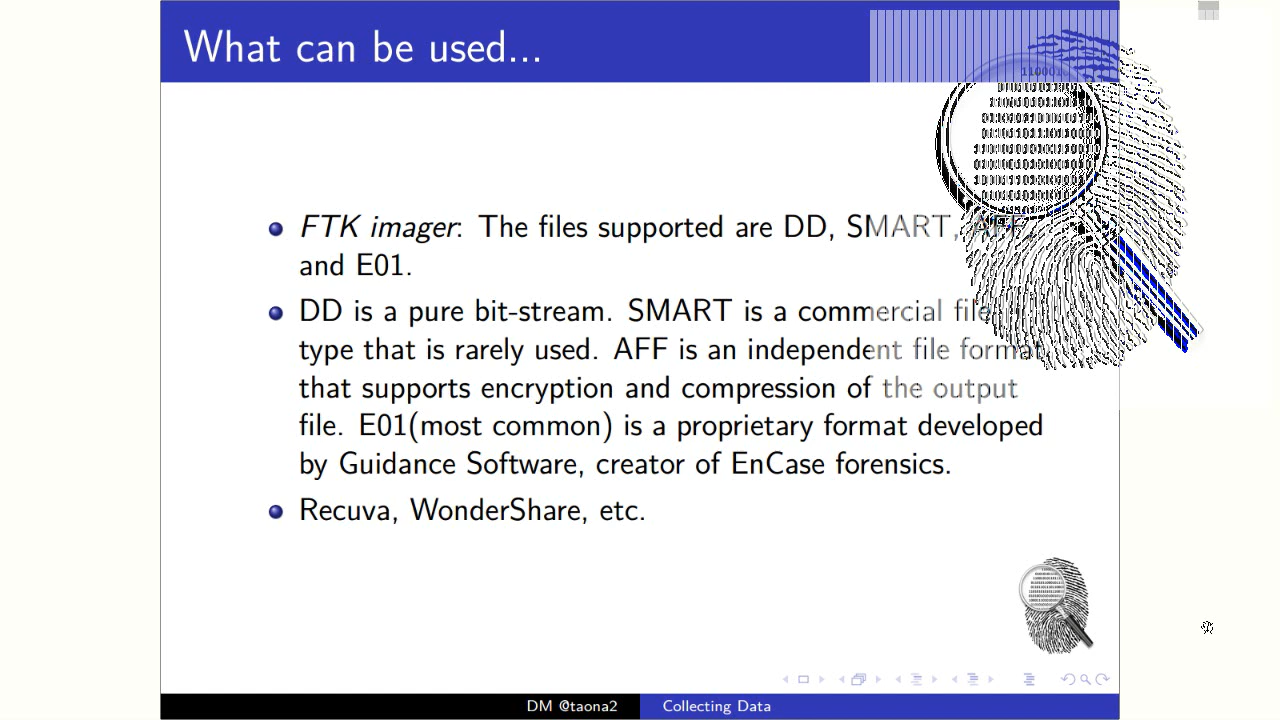 What can be used...
FTK imager: The files supported are DD, SMART, AFF,
and E01.
DD is a pure bit-stream. SMART is a commercial file
type that is rarely used. AFF is an independent file format
that supports encryption and compression of the output
file. E01(most common) is a proprietary format developed
by Guidance Software, creator of EnCase forensics.
Recuva, WonderShare, etc.
DM @taona2
Collecting Data